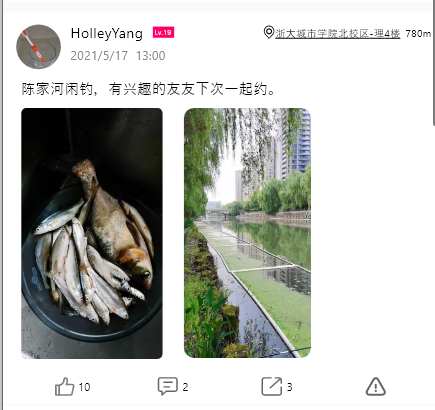 HolleyYang Lv.19
浙大城市学院北校区-理4楼 780m
2021/5/17 13:00
陈家河闲钓，有兴趣的友友下次一起约。
10 2 3